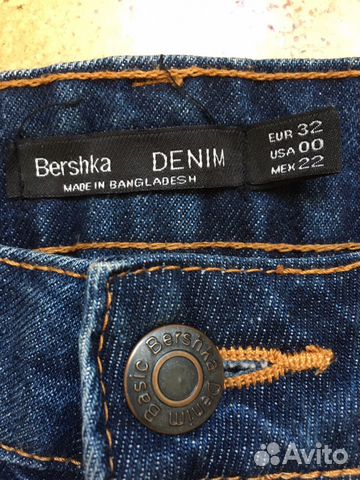 Bershka DENIM
MADE IN BANGLADESH
EUR 32
USA 00
MEX 22
Bershka Denim Basic
Avito